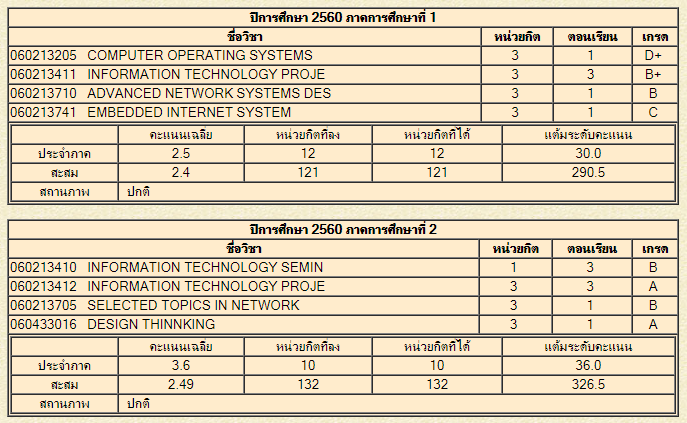 ปีการศึกษา 2560 ภาคการศึกษาที่ 1
ชื่อวิชา หน่วยกิต ตอนเรียน เกรด
060213205 COMPUTER OPERATING SYSTEMS 3 1 D+
060213411 INFORMATION TECHNOLOGY PROJE 3 3 B+
060213710 ADVANCED NETWORK SYSTEMS DES 3 1 B
060213741 EMBEDDED INTERNET SYSTEM 3 1 C
คะแนนเฉลี่ย หน่วยกิตที่ลง หน่วยกิตที่ได้ แต้มระดับคะแนน
ประจำภาค 2.5 12 12 30.0
สะสม 2.4 121 121 290.5
สถานภาพ ปกติ
ปีการศึกษา 2560 ภาคการศึกษาที่ 2
ชื่อวิชา หน่วยกิต ตอนเรียน เกรด
060213410 INFORMATION TECHNOLOGY SEMIN 1 3 B
060213412 INFORMATION TECHNOLOGY PROJE 3 3 A
060213705 SELECTED TOPICS IN NETWORK 3 1 B
060433016 DESIGN THINNKING 3 1 A
คะแนนเฉลี่ย หน่วยกิตที่ลง หน่วยกิตที่ได้ แต้มระดับคะแนน
ประจำภาค 3.6 10 10 36.0
สะสม 2.49 132 132 326.5
สถานภาพ ปกติ